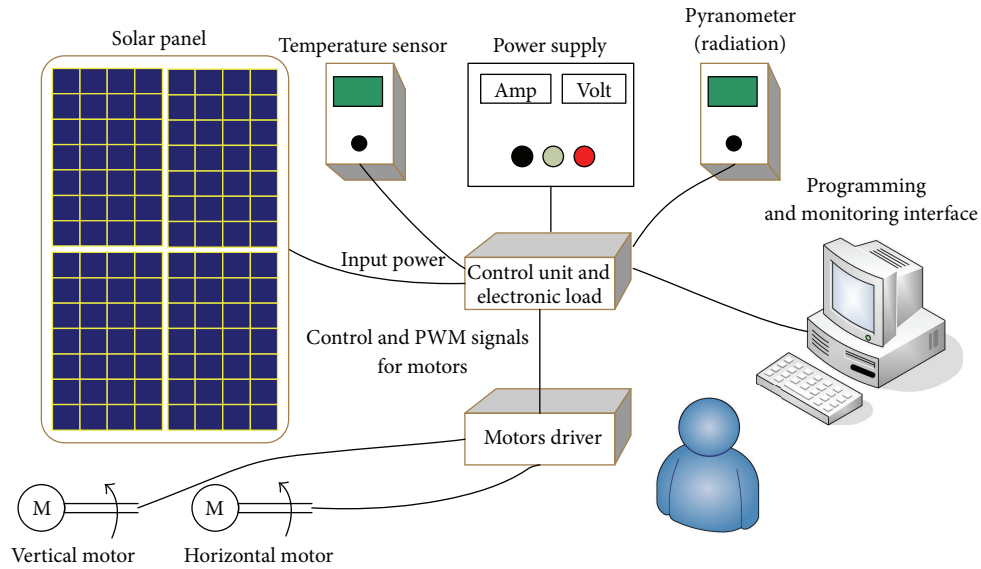 Solar panel
Temperature sensor
Power supply
Pyranometer
(radiation)
Amp
Volt
Programming
and monitoring interface
Input power
Control unit and
electronic load
Control and PWM signals
for motors
Motors driver
M
M
Vertical motor
Horizontal motor